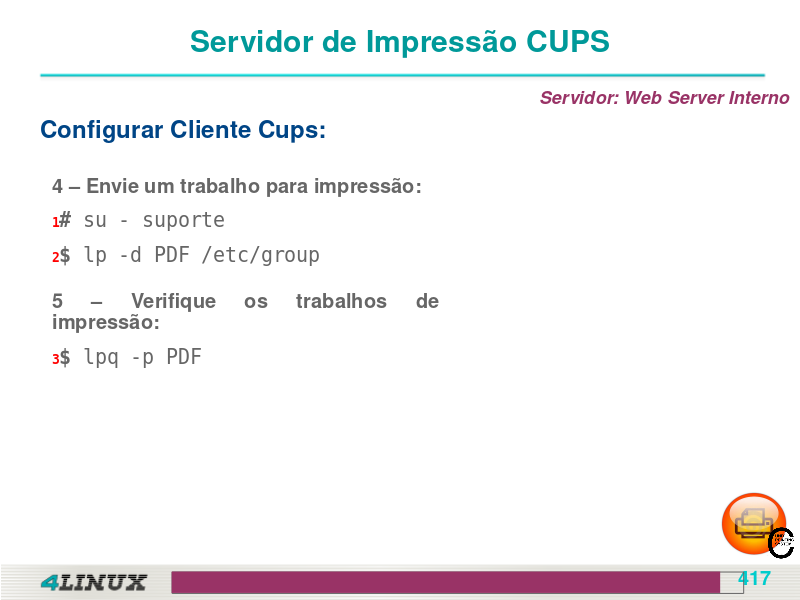 Servidor de Impressão CUPS
Servidor: Web Server Interno
Configurar Cliente Cups:
4 – Envie um trabalho para impressão:
1# su - suporte
2$ lp -d PDF /etc/group
5 – Verifique os trabalhos de
impressão:
3$ lpq -p PDF
4LINUX
417